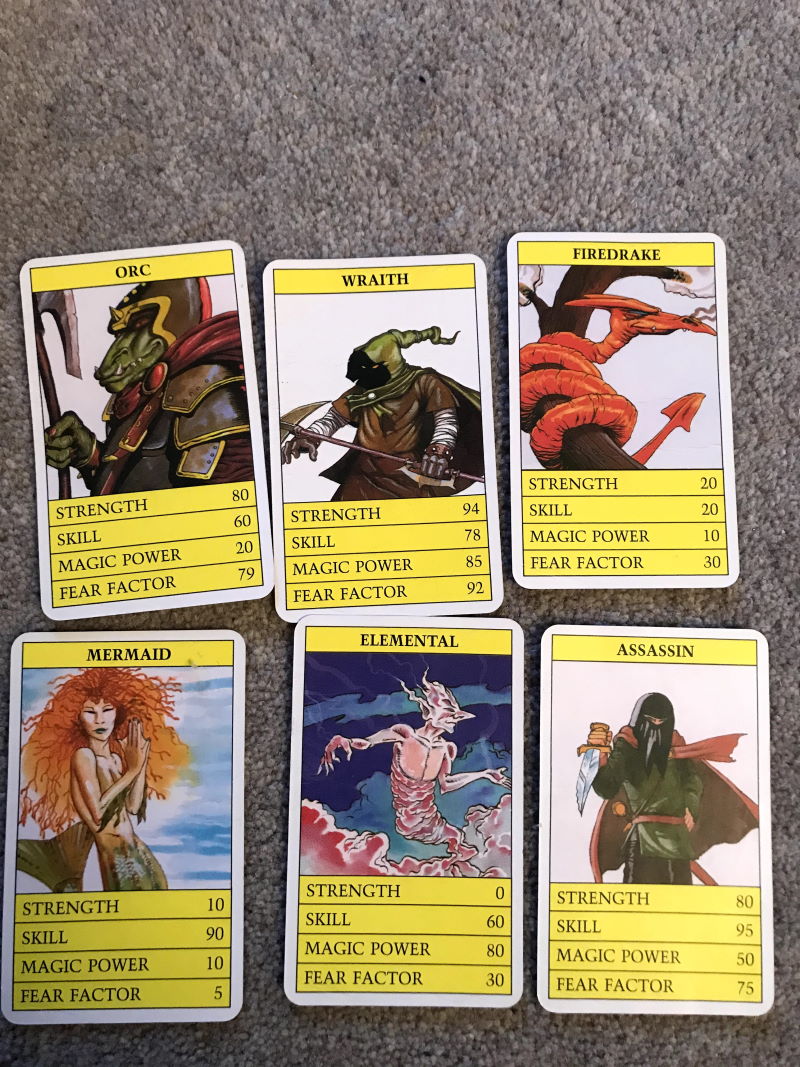 ORC
STRENGTH 80
SKILL 60
MAGIC POWER 20
FEAR FACTOR 79
WRAITH
STRENGTH 94
SKILL 78
MAGIC POWER 85
FEAR FACTOR 92
FIREDRAKE
STRENGTH 20
SKILL 20
MAGIC POWER 10
FEAR FACTOR 30
MERMAID
STRENGTH 10
SKILL 90
MAGIC POWER 10
FEAR FACTOR 5
ELEMENTAL
STRENGTH 0
SKILL 60
MAGIC POWER 80
FEAR FACTOR 30
ASSASSIN
STRENGTH 80
SKILL 95
MAGIC POWER 50
FEAR FACTOR 75